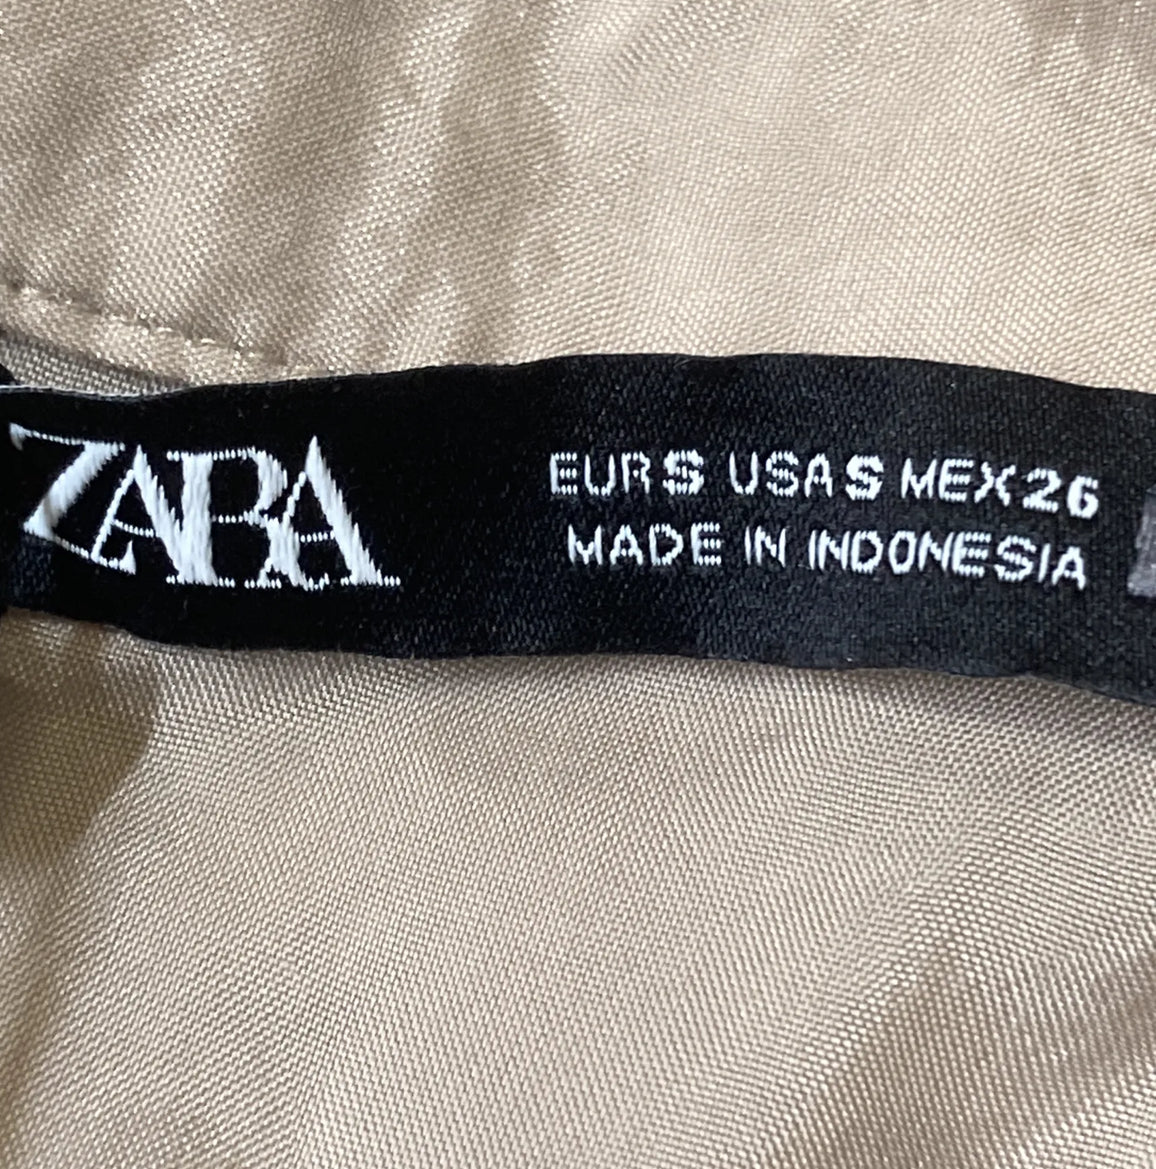 ZARA
EUR S USA S MEX 26
MADE IN INDONESIA